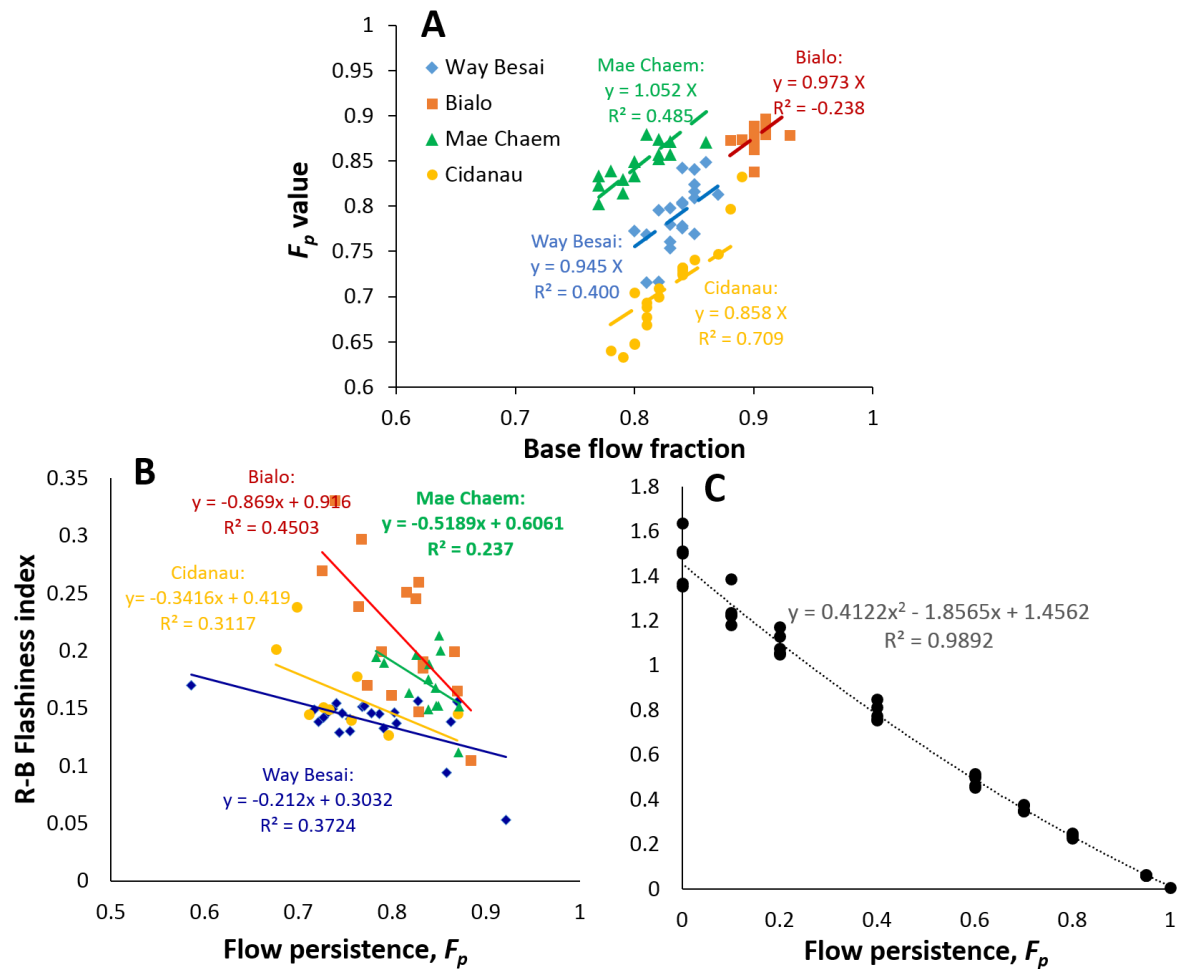 A
1
0.95
0.9
0.85
0.8
0.75
0.7
0.65
0.6
Fp value
Way Besai
Bialo
Mae Chaem
Cidanau
Mae Chaem:
y = 1.052 X
R² = 0.485
Bialo:
y = 0.973 X
R² = -0.238
Way Besai:
y = 0.945 X
R² = 0.400
Cidanau:
y = 0.858 X
R² = 0.709
0.6 0.7 0.8 0.9 1
Base flow fraction
B
0.35
0.3
0.25
0.2
0.15
0.1
0.05
0
R-B Flashiness index
Bialo:
y = -0.869x + 0.916
R² = 0.4503
Mae Chaem:
y = -0.5189x + 0.6061
R² = 0.237
Cidanau:
y= -0.3416x + 0.419
R² = 0.3117
Way Besai:
y = -0.212x + 0.3032
R² = 0.3724
0.5 0.6 0.7 0.8 0.9 1
Flow persistence, Fp
C
1.8
1.6
1.4
1.2
1
0.8
0.6
0.4
0.2
0
y = 0.4122x² - 1.8565x + 1.4562
R² = 0.9892
0 0.2 0.4 0.6 0.8 1
Flow persistence, Fp